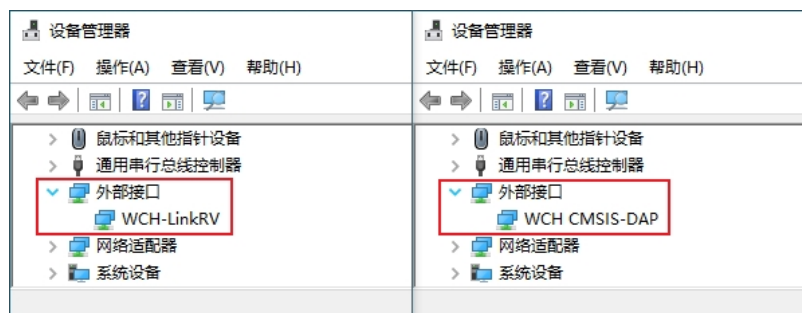 设备管理器
文件(F) 操作(A) 查看(V) 帮助(H)
鼠标和其他指针设备
通用串行总线控制器
外部接口
WCH-LinkRV
网络适配器
系统设备
设备管理器
文件(F) 操作(A) 查看(V) 帮助(H)
鼠标和其他指针设备
通用串行总线控制器
外部接口
WCH CMSIS-DAP
网络适配器
系统设备